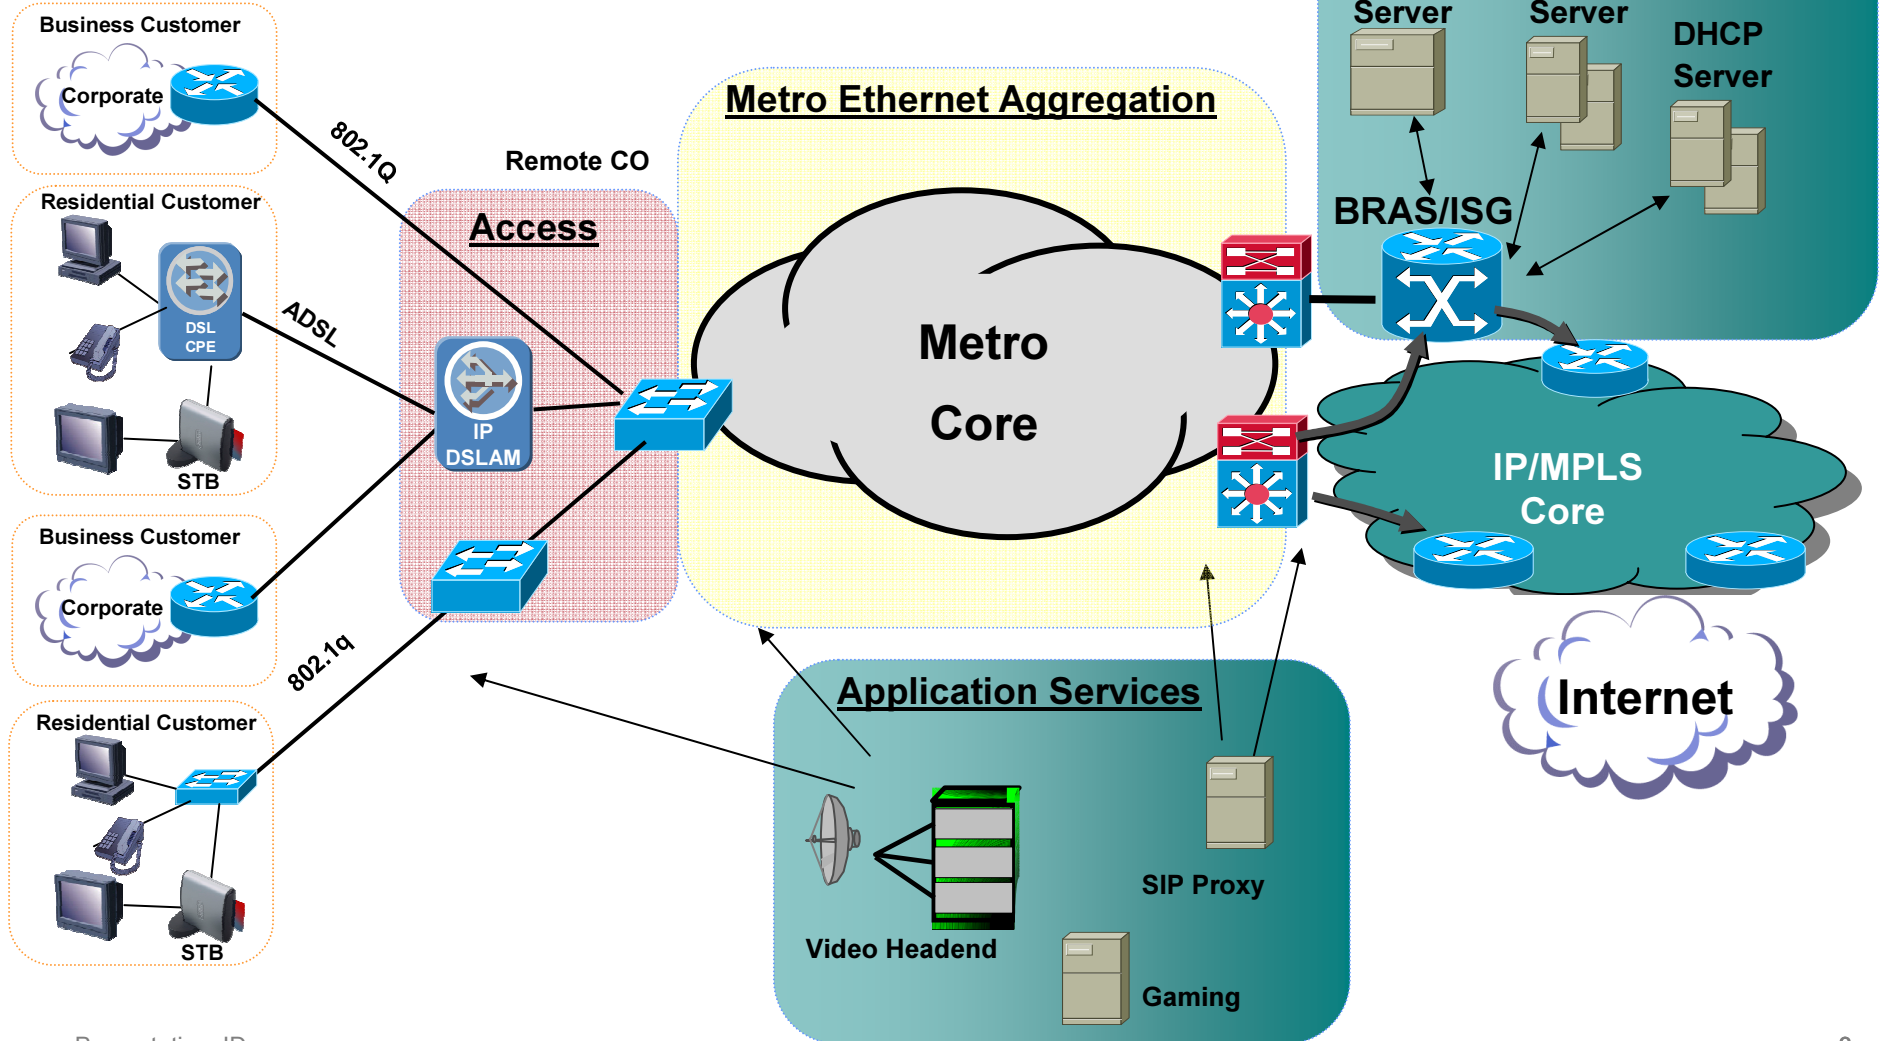 Business Customer
Corporate
802.1Q
Residential Customer
DSL
CPE
ADSL
STB
Business Customer
Corporate
802.1q
Residential Customer
STB
Remote CO
Access
IP
DSLAM
Metro Ethernet Aggregation
Metro
Core
Server
Server
DHCP
Server
BRAS/ISG
IP/MPLS
Core
Internet
Application Services
Video Headend
SIP Proxy
Gaming